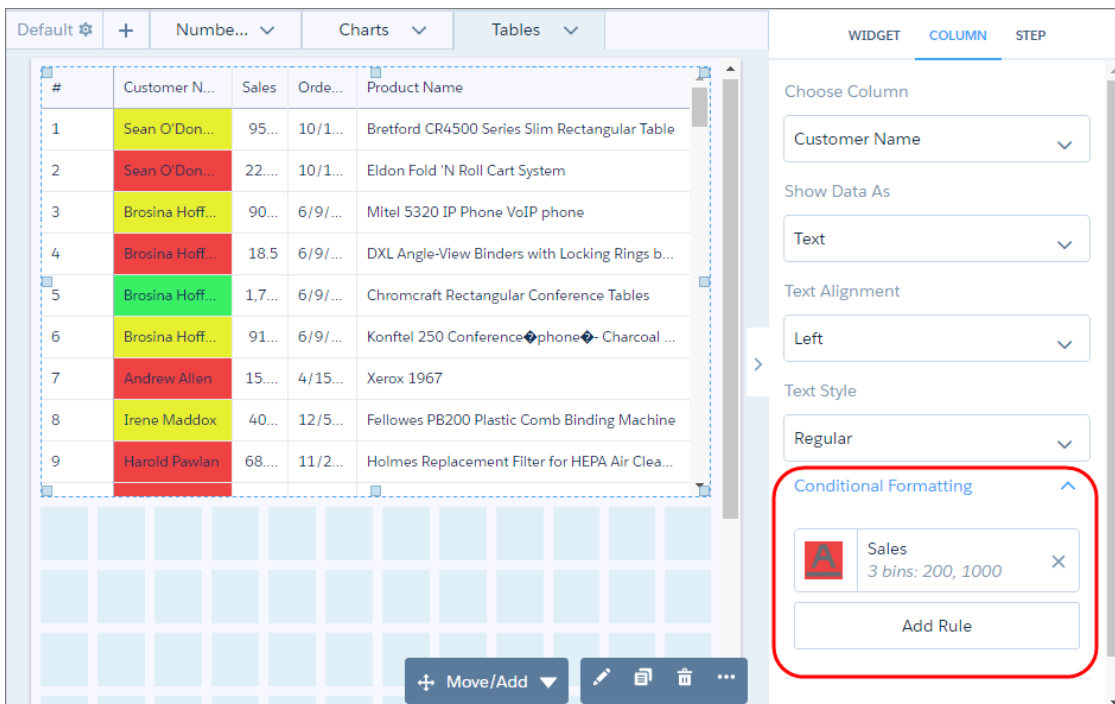 Default + Numbe... Charts Tables
WIDGET COLUMN STEP
# Customer N... Sales Orde... Product Name
1 Sean O'Don... 95... 10/1... Bretford CR4500 Series Slim Rectangular Table
2 Sean O'Don... 22.... 10/1... Eldon Fold 'N Roll Cart System
3 Brosina Hoff... 90... 6/9/... Mitel 5320 IP Phone VoIP phone
4 Brosina Hoff... 18.5 6/9/... DXL Angle-View Binders with Locking Rings b...
5 Brosina Hoff... 1,7... 6/9/... Chromcraft Rectangular Conference Tables
6 Brosina Hoff... 91... 6/9/... Konftel 250 Conference�phone�- Charcoal ...
7 Andrew Allen 15.... 4/15... Xerox 1967
8 Irene Maddox 40... 12/5... Fellowes PB200 Plastic Comb Binding Machine
9 Harold Pawlan 68.... 11/2... Holmes Replacement Filter for HEPA Air Clea...
Move/Add
Choose Column
Customer Name
Show Data As
Text
Text Alignment
Left
Text Style
Regular
Conditional Formatting
A
Sales
3 bins: 200, 1000
Add Rule